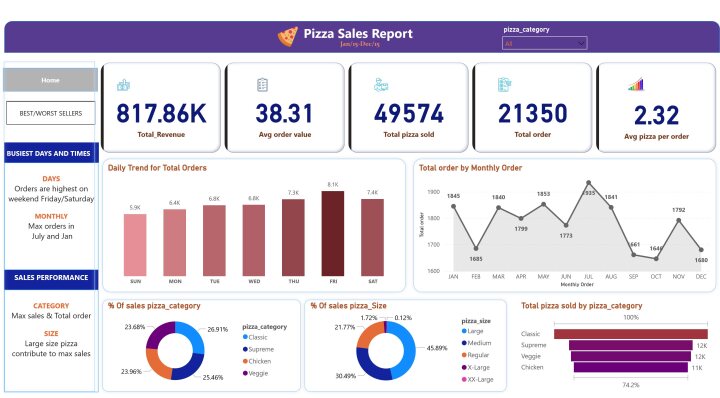 Pizza Sales Report
Jan/15-Dec/15
pizza_category
All
Home
BEST/WORST SELLERS
BUSIEST DAYS AND TIMES
DAYS
Orders are highest on
weekend Friday/Saturday
MONTHLY
Max orders in
July and Jan
SALES PERFORMANCE
CATEGORY
Max sales & Total order
SIZE
Large size pizza
contribute to max sales
817.86K
Total_Revenue
38.31
Avg order value
49574
Total pizza sold
21350
Total order
2.32
Avg pizza per order
Daily Trend for Total Orders
5.9K
6.4K
6.8K
6.8K
7.3K
8.1K
7.4K
SUN MON TUE WED THU FRI SAT
Total order by Monthly Order
Total order
1900
1800
1700
1600
1845
1685
1840
1799
1853
1773
1935
1841
1661
1646
1792
1680
JAN FEB MAR APR MAY JUN JUL AUG SEP OCT NOV DEC
Monthly Order
% Of sales pizza_category
23.68%
26.91%
23.96%
25.46%
pizza_category
Classic
Supreme
Chicken
Veggie
% Of sales pizza_Size
1.72%
0.12%
21.77%
45.89%
30.49%
pizza_size
Large
Medium
Regular
X-Large
XX-Large
Total pizza sold by pizza_category
100%
Classic
Supreme 12K
Veggie 12K
Chicken 11K
74.2%